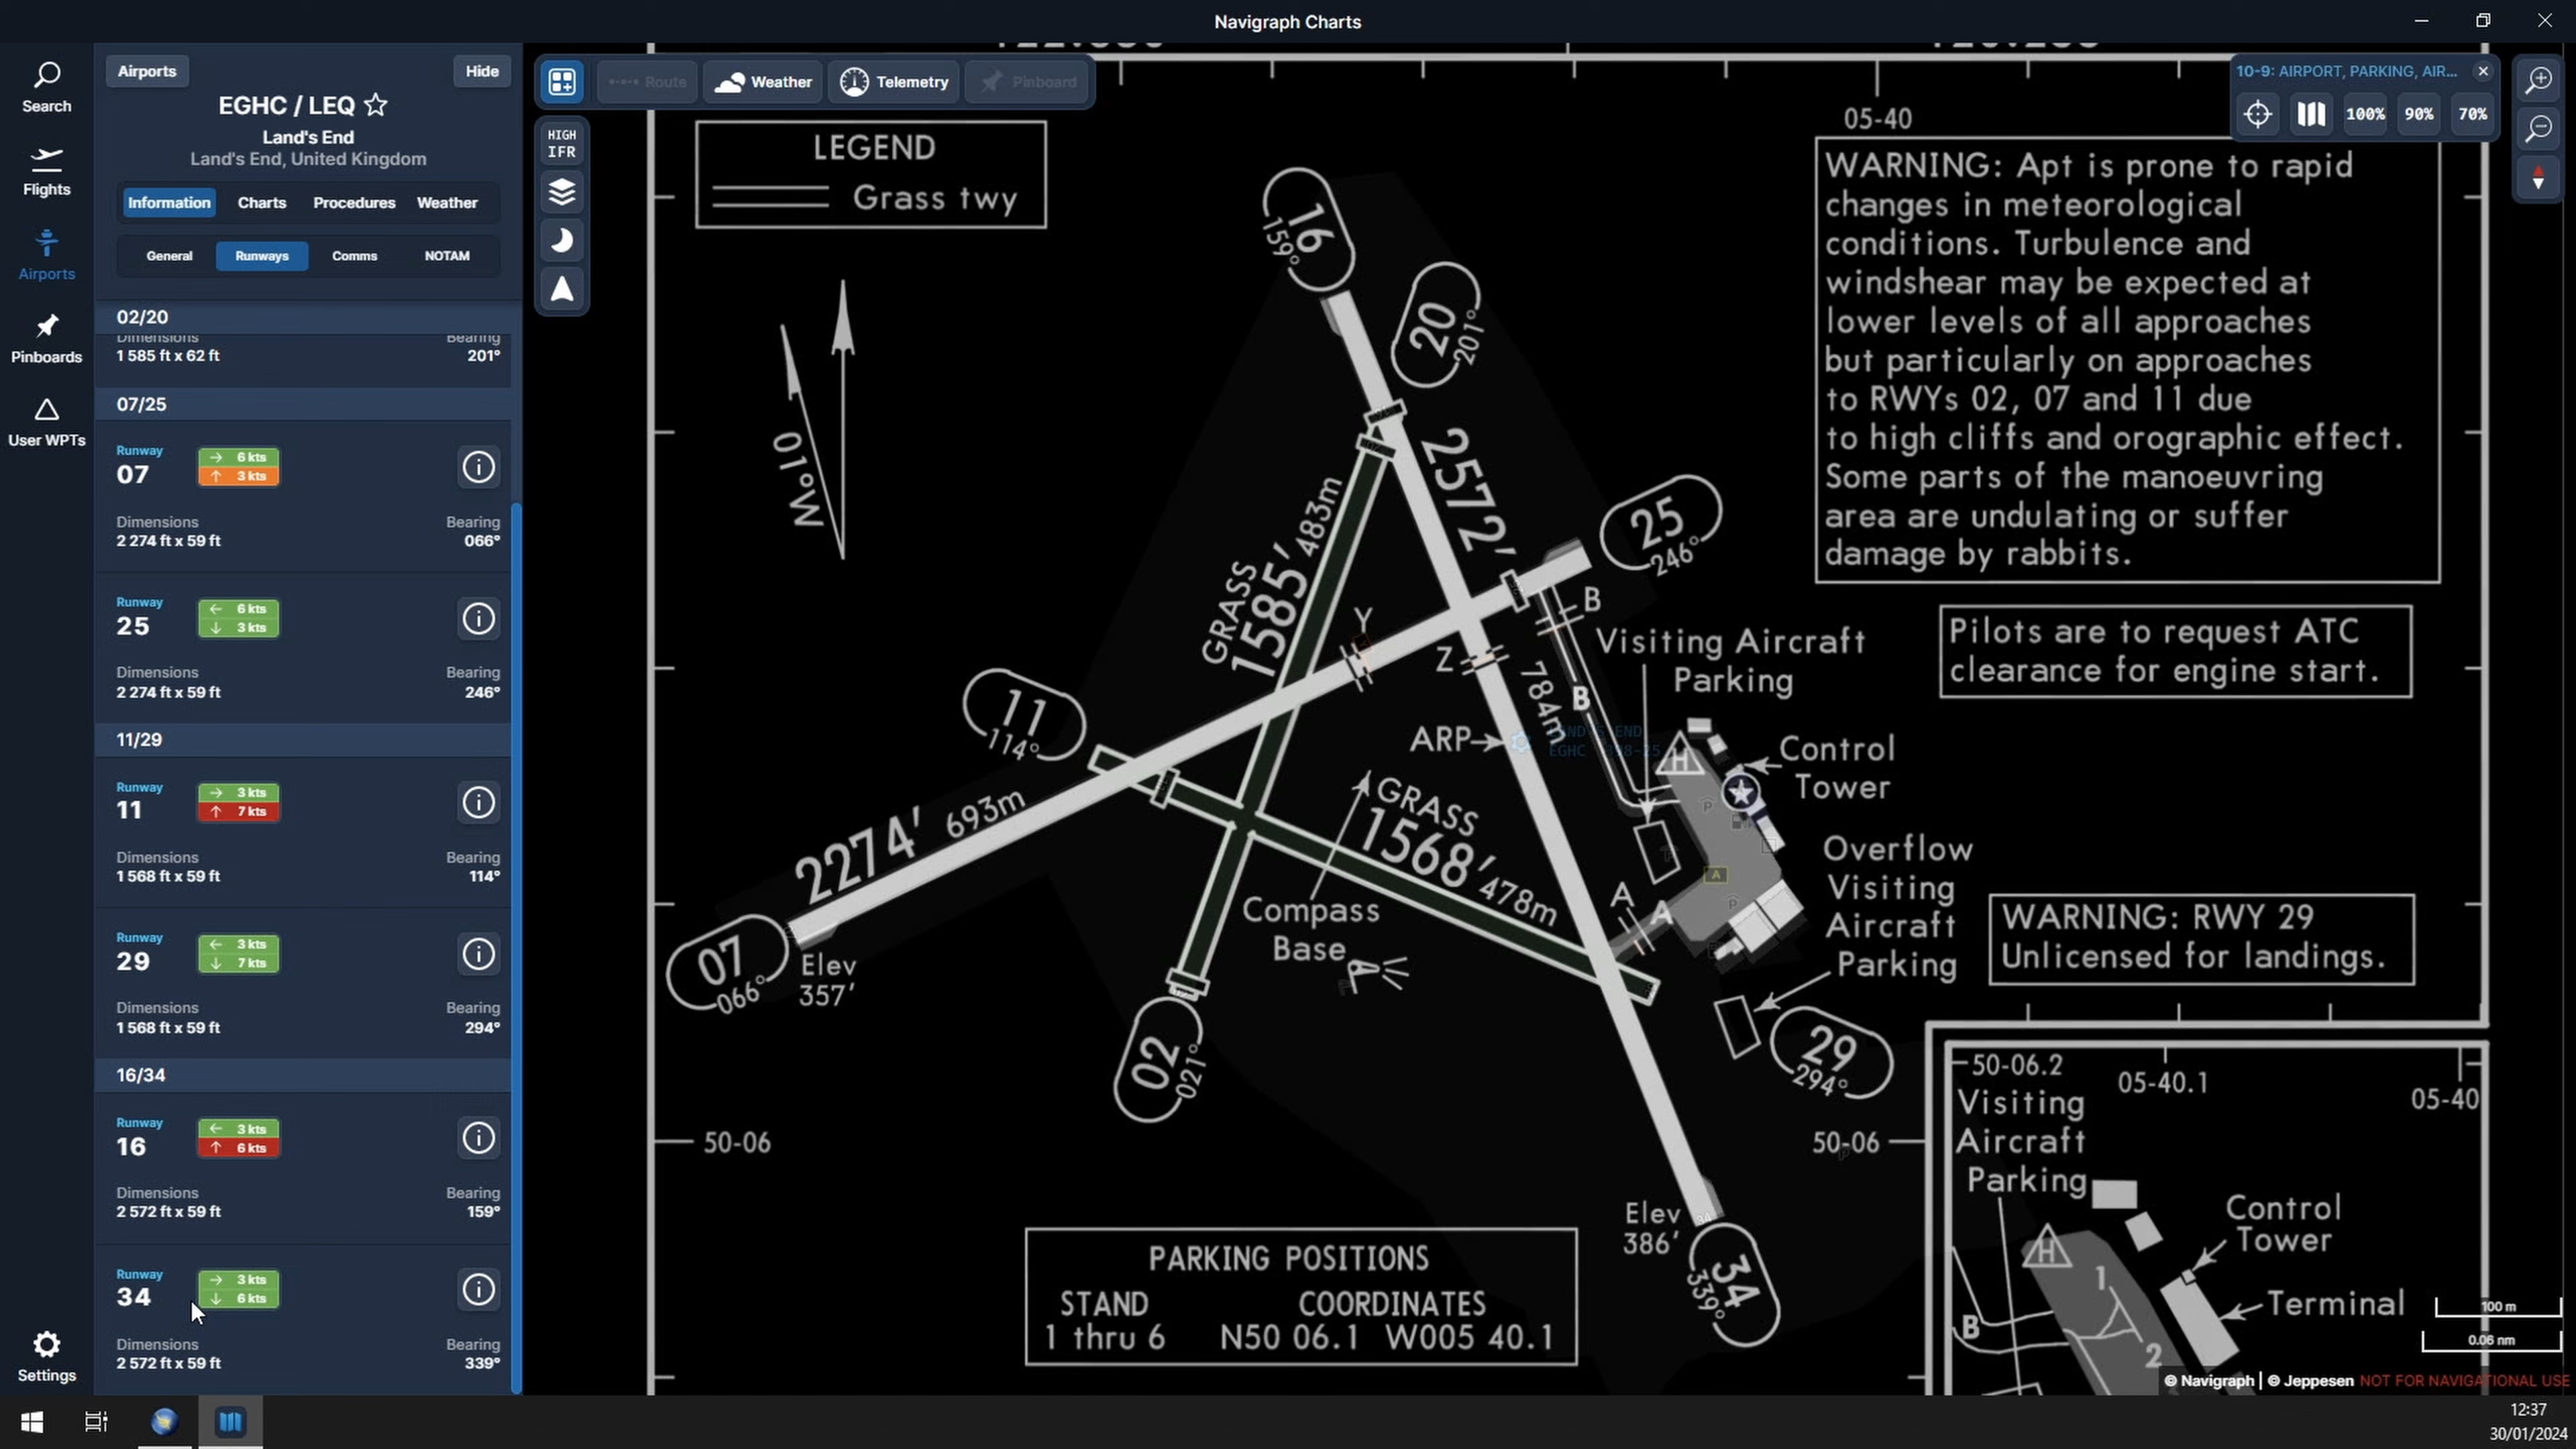 Navigraph Charts
Search
Flights
Airports
Pinboards
User WPTs
Settings
Airports
Hide
EGHC / LEQ
Land's End
Land's End, United Kingdom
Information Charts Procedures Weather
General Runways Comms NOTAM
02/20
Dimensions Bearing
1 585 ft x 62 ft 201°
07/25
Runway
07
→ 6 kts
↑ 3 kts
Dimensions Bearing
2 274 ft x 59 ft 066°
Runway
25
← 6 kts
↓ 3 kts
Dimensions Bearing
2 274 ft x 59 ft 246°
11/29
Runway
11
→ 3 kts
↑ 7 kts
Dimensions Bearing
1 568 ft x 59 ft 114°
Runway
29
← 3 kts
↓ 7 kts
Dimensions Bearing
1 568 ft x 59 ft 294°
16/34
Runway
16
← 3 kts
↑ 6 kts
Dimensions Bearing
2 572 ft x 59 ft 159°
Runway
34
→ 3 kts
↓ 6 kts
Dimensions Bearing
2 572 ft x 59 ft 339°
Route Weather Telemetry Pinboard
HIGH
IFR
10-9: AIRPORT, PARKING, AIR...
100% 90% 70%
LEGEND
Grass twy
01°W
05-40
WARNING: Apt is prone to rapid
changes in meteorological
conditions. Turbulence and
windshear may be expected at
lower levels of all approaches
but particularly on approaches
to RWYs 02, 07 and 11 due
to high cliffs and orographic effect.
Some parts of the manoeuvring
area are undulating or suffer
damage by rabbits.
Pilots are to request ATC
clearance for engine start.
16
159°
20
201°
2572'
784m
25
246°
GRASS
1585' 483m
Y
Z
B
B
Visiting Aircraft
Parking
11
114°
ARP
H
Control
Tower
2274' 693m
GRASS
1568' 478m
Compass
Base
A
A
Overflow
Visiting
Aircraft
Parking
WARNING: RWY 29
Unlicensed for landings.
07
066°
Elev
357'
02
021°
29
294°
50-06
50-06
Elev
386'
34
339°
PARKING POSITIONS
STAND COORDINATES
1 thru 6 N50 06.1 W005 40.1
50-06.2
05-40.1
05-40
Visiting
Aircraft
Parking
Control
Tower
H
1
Terminal
B
2
100 m
0.06 nm
© Navigraph | © Jeppesen NOT FOR NAVIGATIONAL USE
12:37
30/01/2024